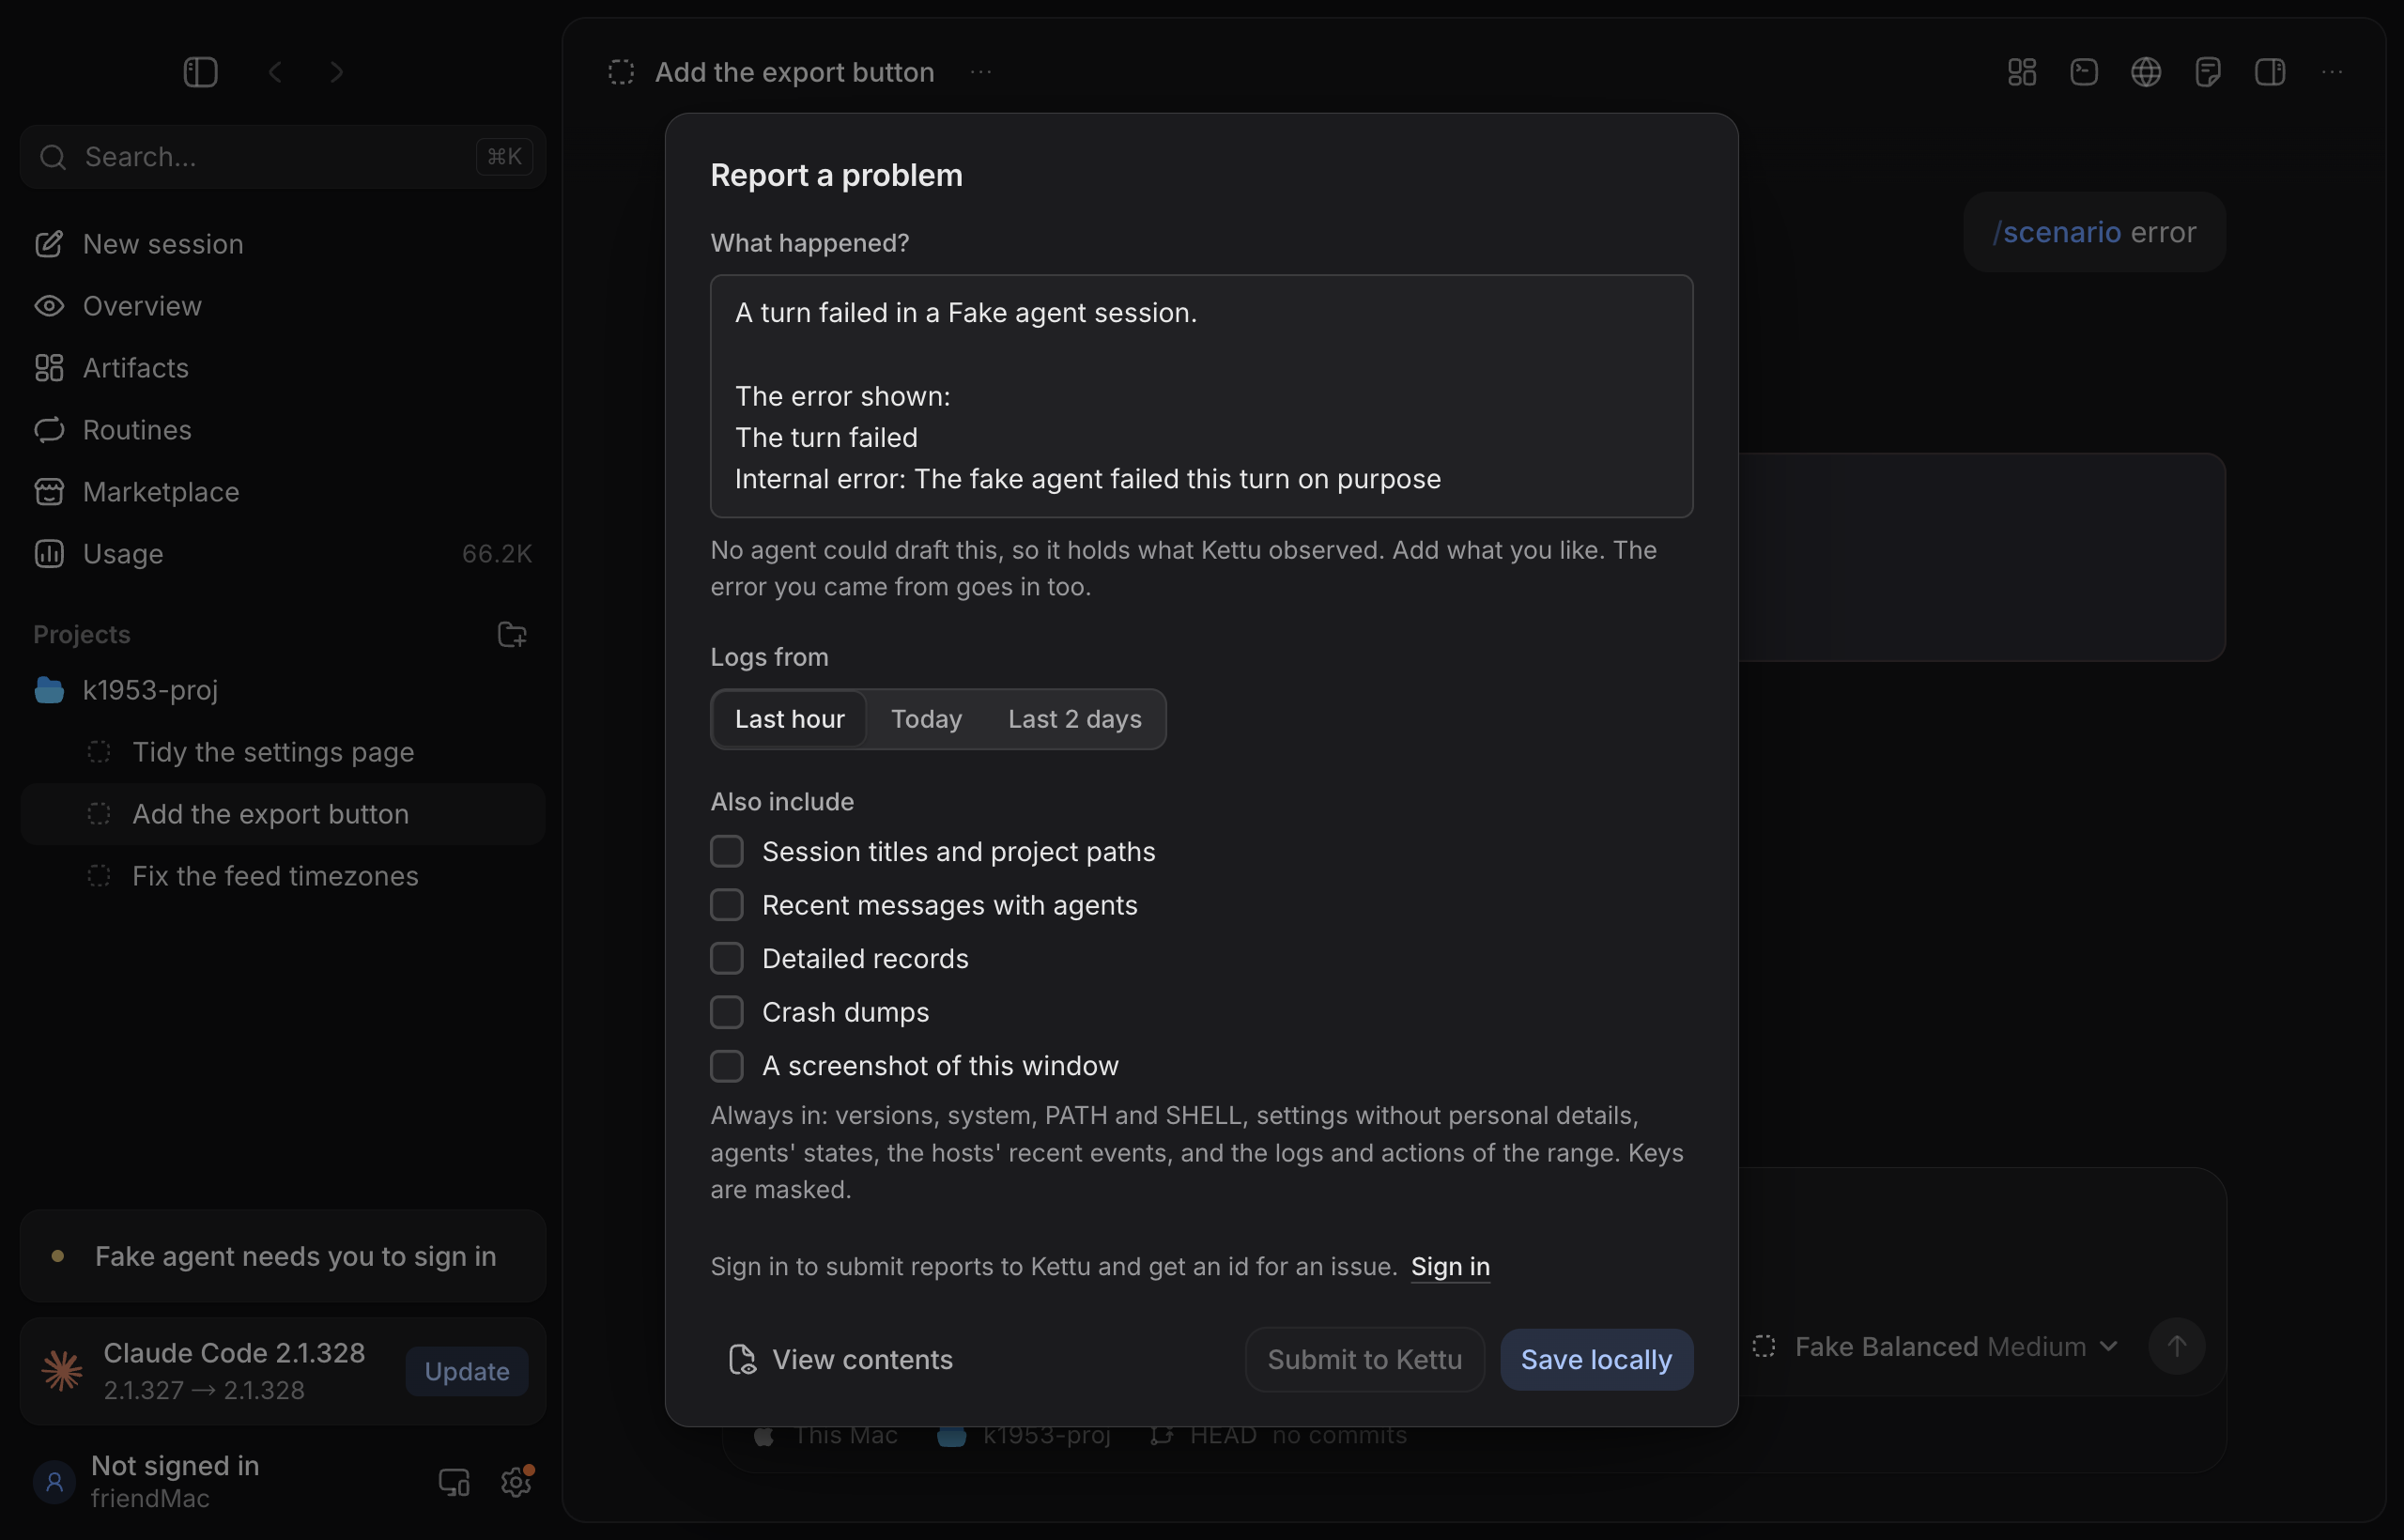 Search...
⌘K
New session
Overview
Artifacts
Routines
Marketplace
Usage
66.2K
Projects
k1953-proj
Tidy the settings page
Add the export button
Fix the feed timezones
Fake agent needs you to sign in
Claude Code 2.1.328
2.1.327 → 2.1.328
Update
Not signed in
friendMac
Add the export button
/scenario error
Report a problem
What happened?
A turn failed in a Fake agent session.
The error shown:
The turn failed
Internal error: The fake agent failed this turn on purpose
No agent could draft this, so it holds what Kettu observed. Add what you like. The
error you came from goes in too.
Logs from
Last hour
Today
Last 2 days
Also include
Session titles and project paths
Recent messages with agents
Detailed records
Crash dumps
A screenshot of this window
Always in: versions, system, PATH and SHELL, settings without personal details,
agents' states, the hosts' recent events, and the logs and actions of the range. Keys
are masked.
Sign in to submit reports to Kettu and get an id for an issue. Sign in
View contents
Submit to Kettu
Save locally
Fake Balanced Medium
This Mac
k1953-proj
HEAD no commits